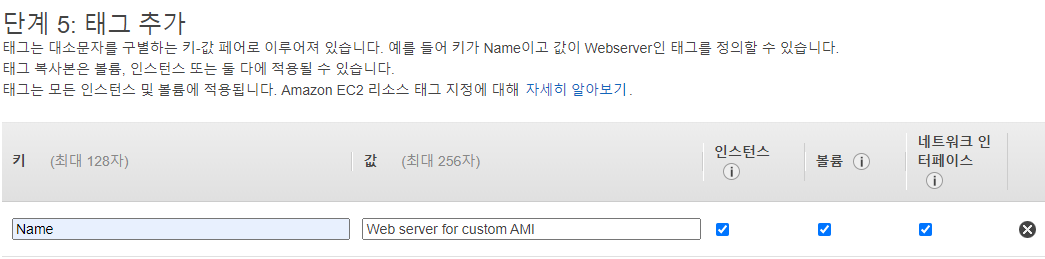 단계 5: 태그 추가
태그는 대소문자를 구별하는 키-값 페어로 이루어져 있습니다. 예를 들어 키가 Name이고 값이 Webserver인 태그를 정의할 수 있습니다.
태그 복사본은 볼륨, 인스턴스 또는 둘 다에 적용될 수 있습니다.
태그는 모든 인스턴스 및 볼륨에 적용됩니다. Amazon EC2 리소스 태그 지정에 대해 자세히 알아보기.
키 (최대 128자) 값 (최대 256자) 인스턴스 볼륨 네트워크 인
터페이스
Name Web server for custom AMI